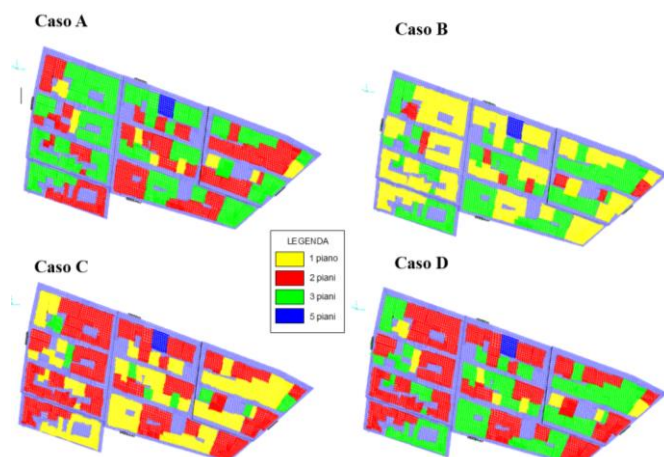 Caso A
Caso B
LEGENDA
1 piano
2 piani
3 piani
5 piani
Caso C
Caso D